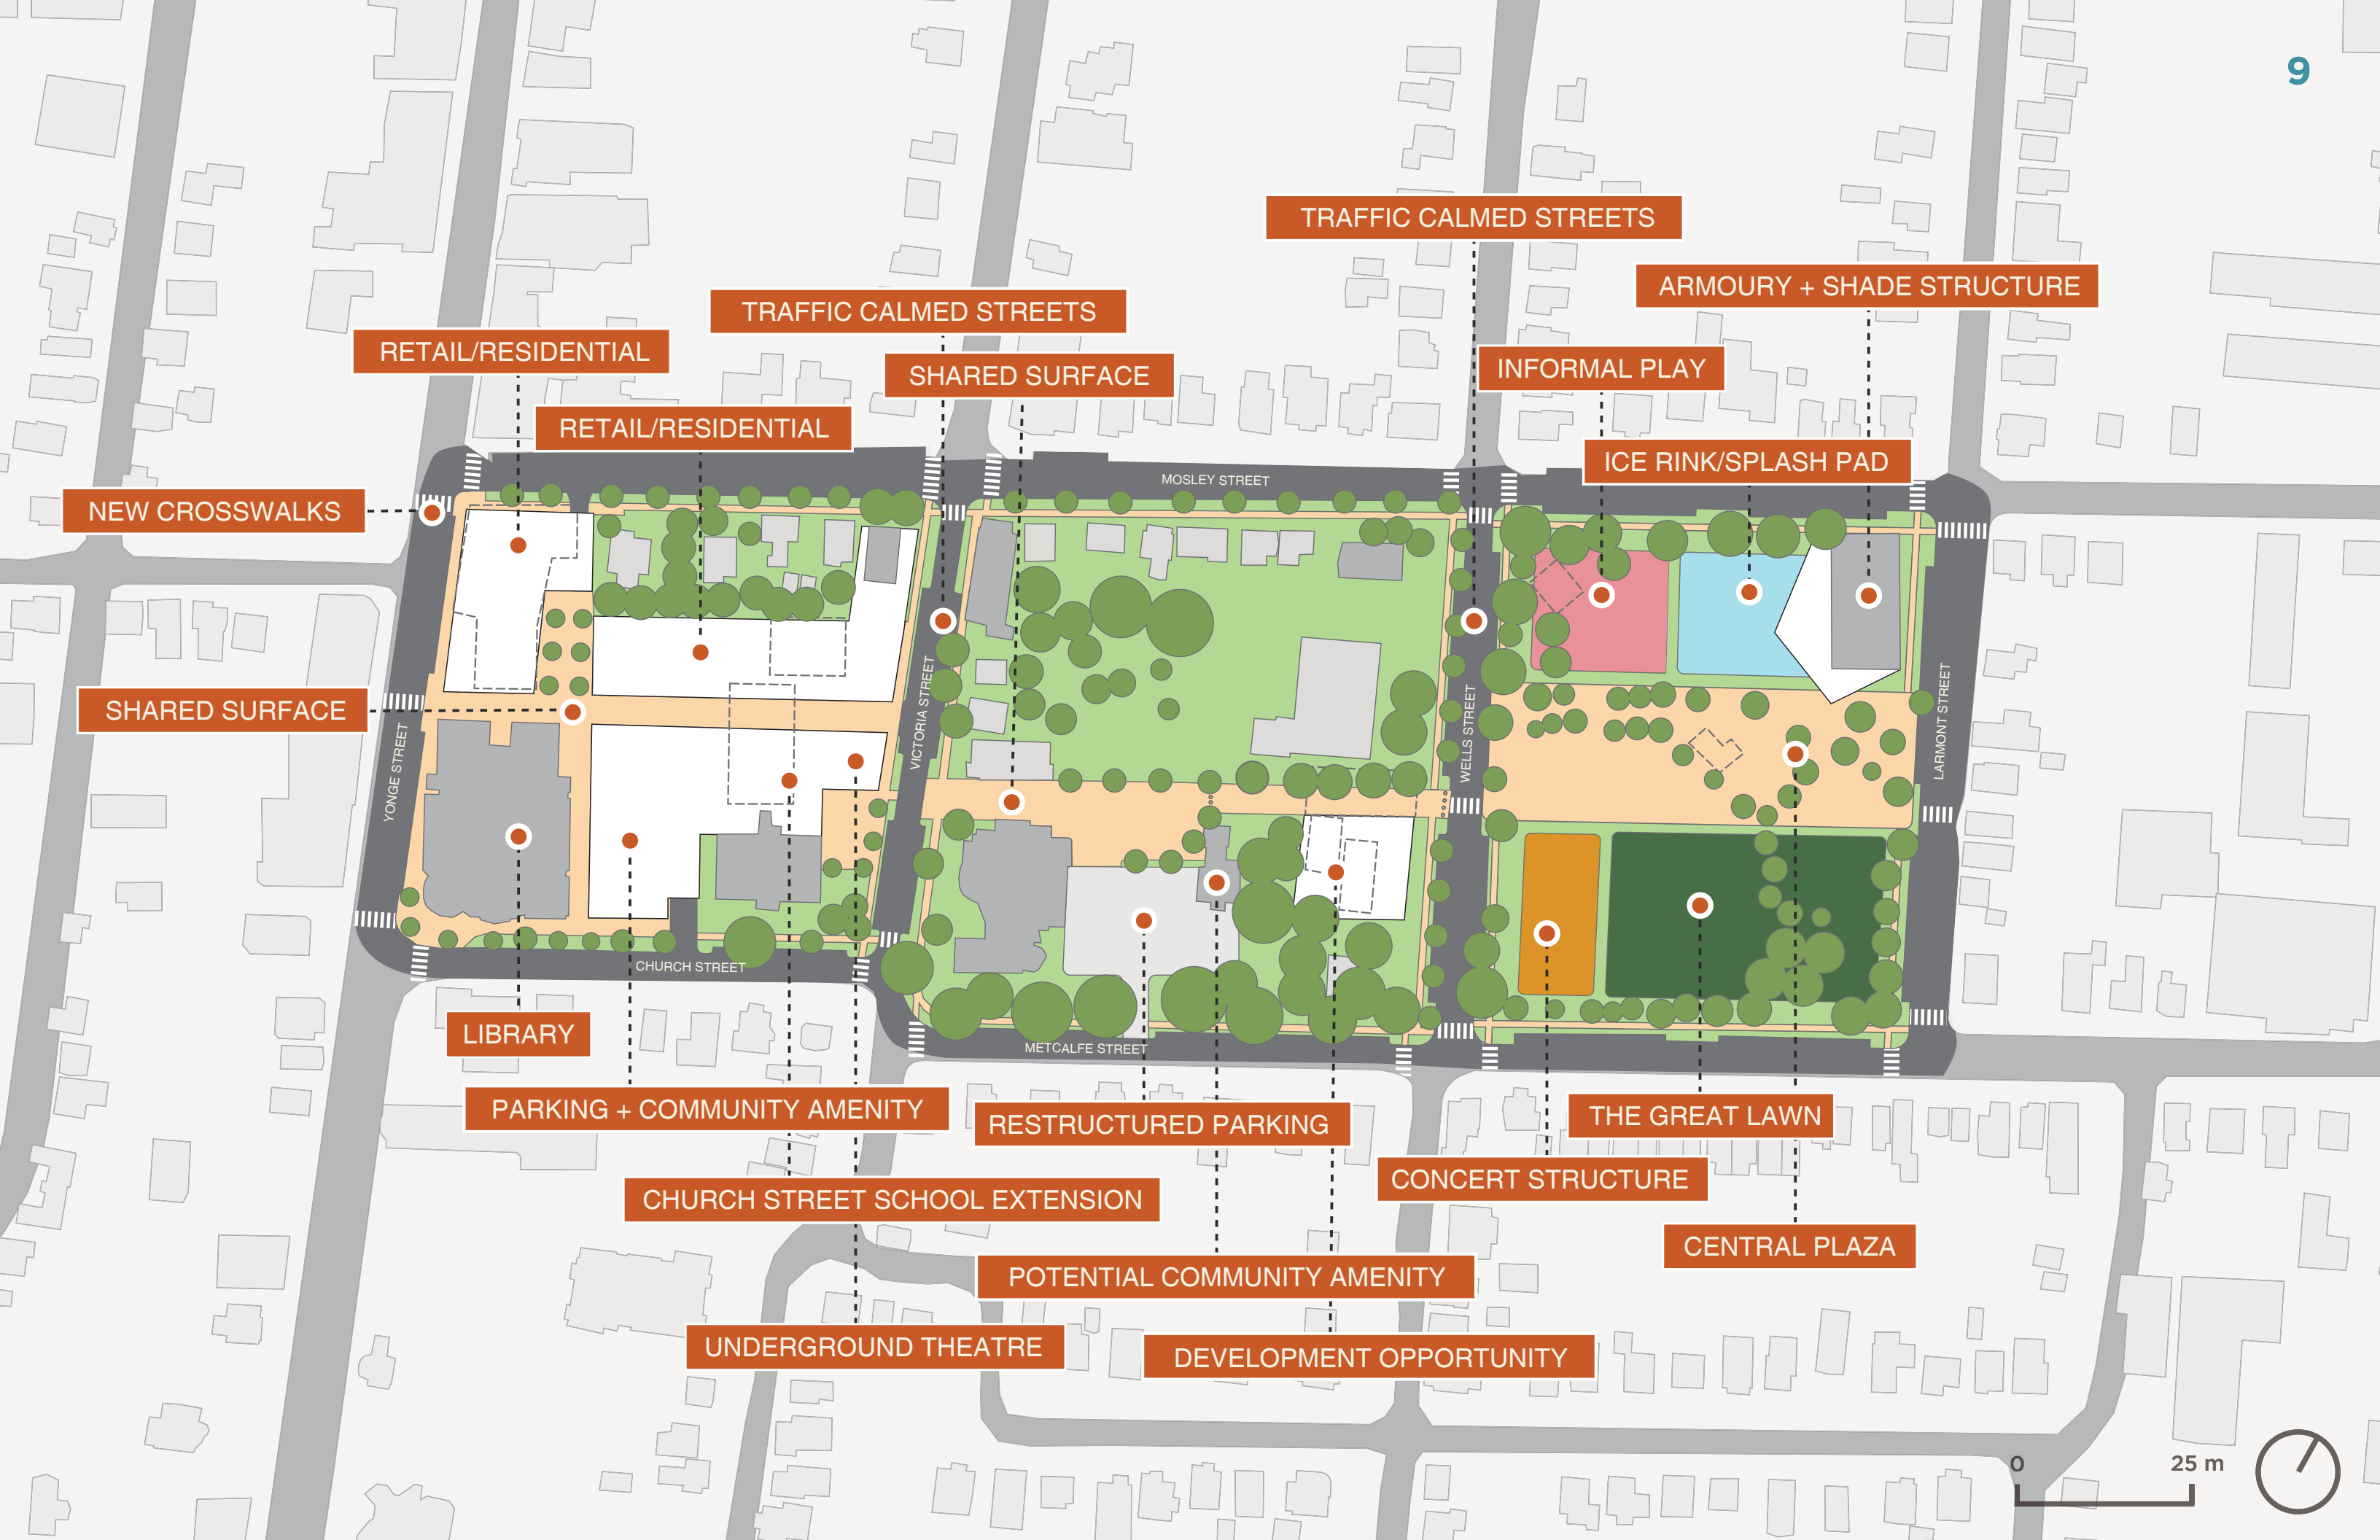 9
TRAFFIC CALMED STREETS
ARMOURY + SHADE STRUCTURE
TRAFFIC CALMED STREETS
RETAIL/RESIDENTIAL
SHARED SURFACE
INFORMAL PLAY
RETAIL/RESIDENTIAL
ICE RINK/SPLASH PAD
MOSLEY STREET
NEW CROSSWALKS
SHARED SURFACE
YONGE STREET
VICTORIA STREET
WELLS STREET
LARMONT STREET
CHURCH STREET
METCALFE STREET
LIBRARY
PARKING + COMMUNITY AMENITY
RESTRUCTURED PARKING
THE GREAT LAWN
CHURCH STREET SCHOOL EXTENSION
CONCERT STRUCTURE
CENTRAL PLAZA
POTENTIAL COMMUNITY AMENITY
UNDERGROUND THEATRE
DEVELOPMENT OPPORTUNITY
0 25 m